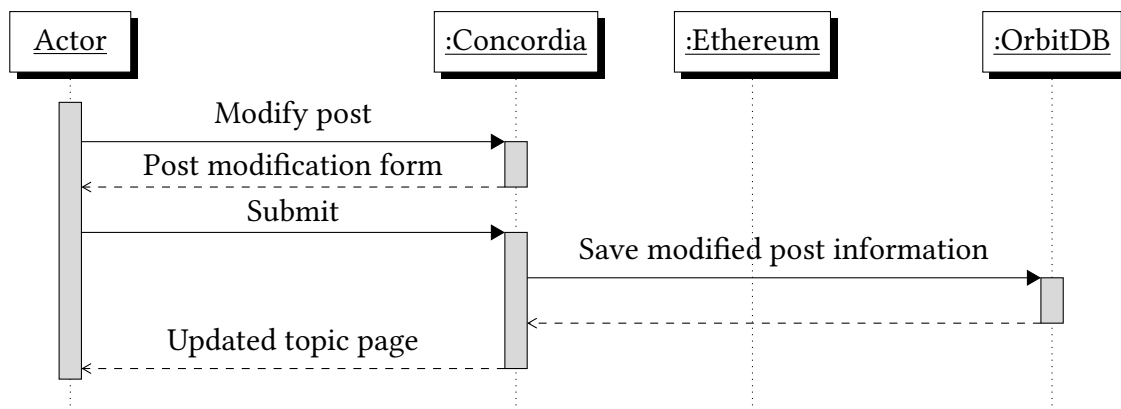 Actor
:Concordia
:Ethereum
:OrbitDB
Modify post
Post modification form
Submit
Save modified post information
Updated topic page